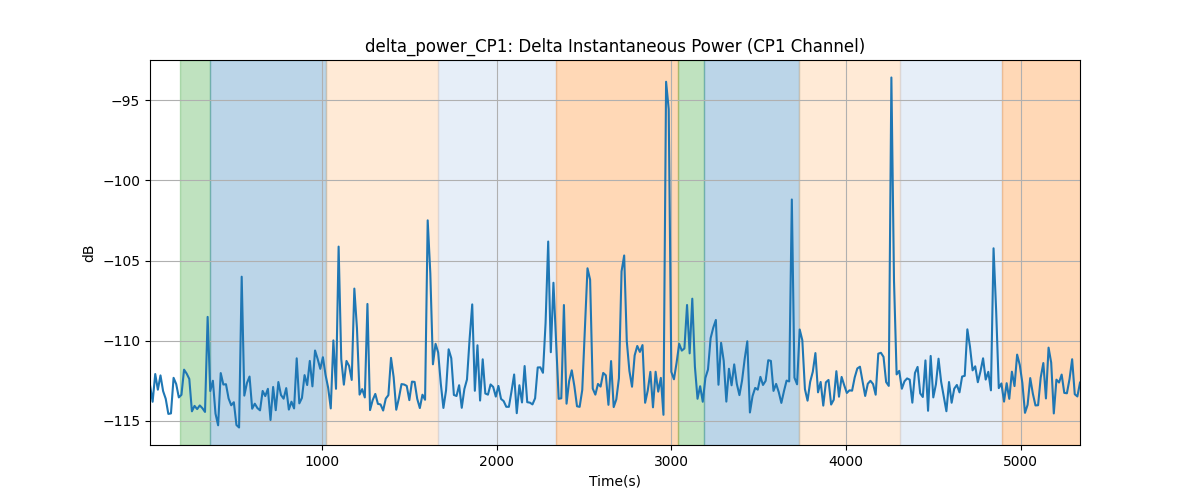 delta_power_CP1: Delta Instantaneous Power (CP1 Channel)
dB
−95
−100
−105
−110
−115
1000 2000 3000 4000 5000
Time(s)